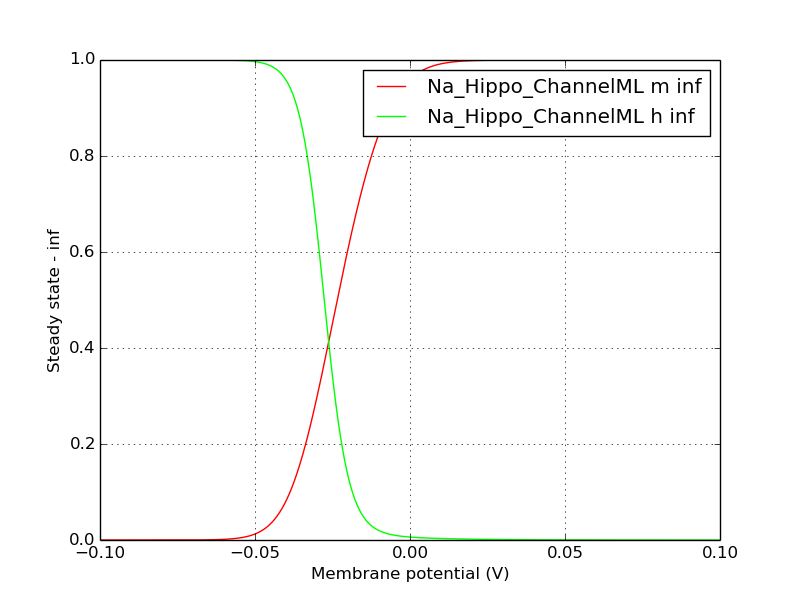 Na_Hippo_ChannelML m inf
Na_Hippo_ChannelML h inf
1.0
0.8
0.6
0.4
0.2
0.0
Steady state - inf
−0.10 −0.05 0.00 0.05 0.10
Membrane potential (V)